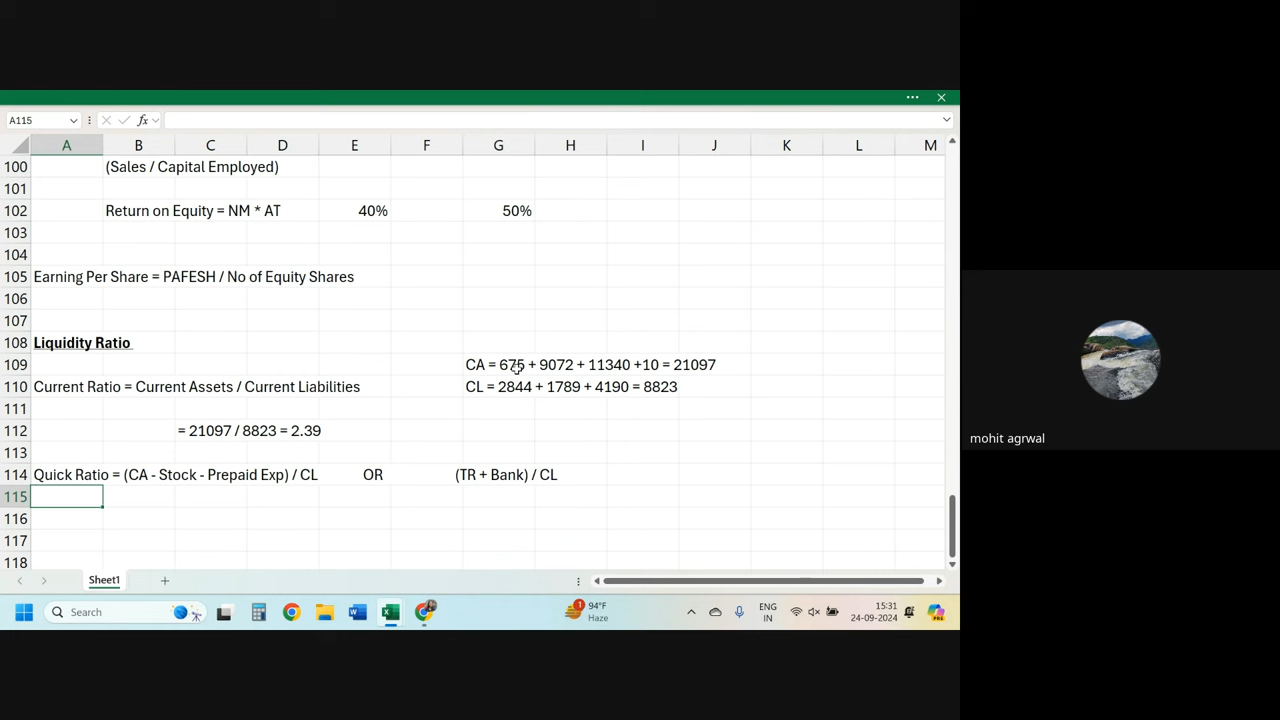 A115
fx
A B C D E F G H I J K L M
100 (Sales / Capital Employed)
101
102 Return on Equity = NM * AT 40% 50%
103
104
105 Earning Per Share = PAFESH / No of Equity Shares
106
107
108 Liquidity Ratio
109 CA = 675 + 9072 + 11340 +10 = 21097
110 Current Ratio = Current Assets / Current Liabilities CL = 2844 + 1789 + 4190 = 8823
111
112 = 21097 / 8823 = 2.39
113
114 Quick Ratio = (CA - Stock - Prepaid Exp) / CL OR (TR + Bank) / CL
115
116
117
118
Sheet1
Search
1
94°F
Haze
ENG
IN
15:31
24-09-2024
PRE
mohit agrwal